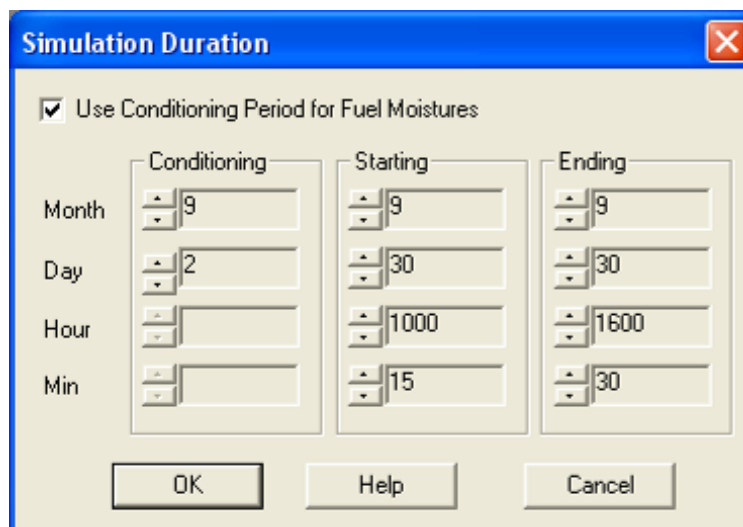 Simulation Duration
Use Conditioning Period for Fuel Moistures
Conditioning Starting Ending
Month 9 9 9
Day 2 30 30
Hour 1000 1600
Min 15 30
OK Help Cancel